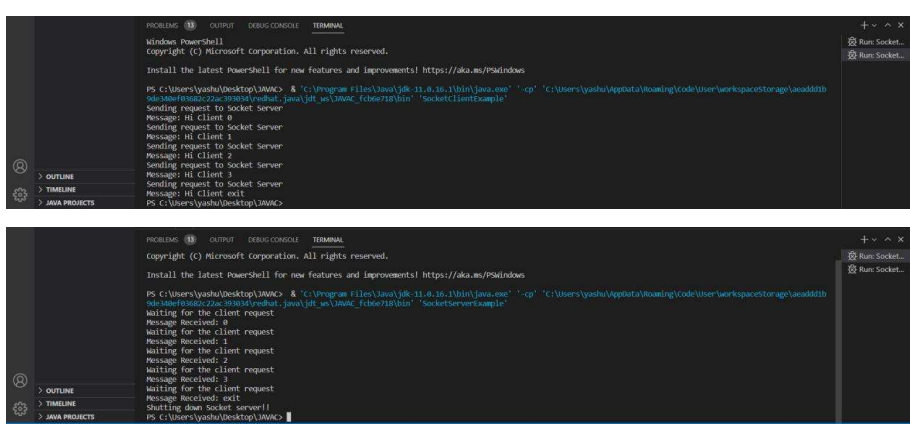 PROBLEMS 13 OUTPUT DEBUG CONSOLE TERMINAL
Windows PowerShell
Copyright (C) Microsoft Corporation. All rights reserved.
Run: Socket...
Run: Socket...
Install the latest PowerShell for new features and improvements! https://aka.ms/PSWindows
PS C:\Users\yashu\Desktop\JAVAC> & 'C:\Program Files\Java\jdk-11.0.16.1\bin\java.exe' '-cp' 'C:\Users\yashu\AppData\Roaming\Code\User\workspaceStorage\aeaddd1b
9de340ef03682c22ac393034\redhat.java\jdt_ws\JAVAC_fcb6e718\bin' 'SocketClientExample'
Sending request to Socket Server
Message: Hi Client 0
Sending request to Socket Server
Message: Hi Client 1
Sending request to Socket Server
Message: Hi Client 2
Sending request to Socket Server
Message: Hi Client 3
Sending request to Socket Server
Message: Hi Client exit
PS C:\Users\yashu\Desktop\JAVAC>
> OUTLINE
> TIMELINE
> JAVA PROJECTS
PROBLEMS 13 OUTPUT DEBUG CONSOLE TERMINAL
Copyright (C) Microsoft Corporation. All rights reserved.
Run: Socket...
Run: Socket...
Install the latest PowerShell for new features and improvements! https://aka.ms/PSWindows
PS C:\Users\yashu\Desktop\JAVAC> & 'C:\Program Files\Java\jdk-11.0.16.1\bin\java.exe' '-cp' 'C:\Users\yashu\AppData\Roaming\Code\User\workspaceStorage\aeaddd1b
9de340ef03682c22ac393034\redhat.java\jdt_ws\JAVAC_fcb6e718\bin' 'SocketServerExample'
Waiting for the client request
Message Received: 0
Waiting for the client request
Message Received: 1
Waiting for the client request
Message Received: 2
Waiting for the client request
Message Received: 3
Waiting for the client request
Message Received: exit
Shutting down Socket server!!
PS C:\Users\yashu\Desktop\JAVAC>
> OUTLINE
> TIMELINE
> JAVA PROJECTS